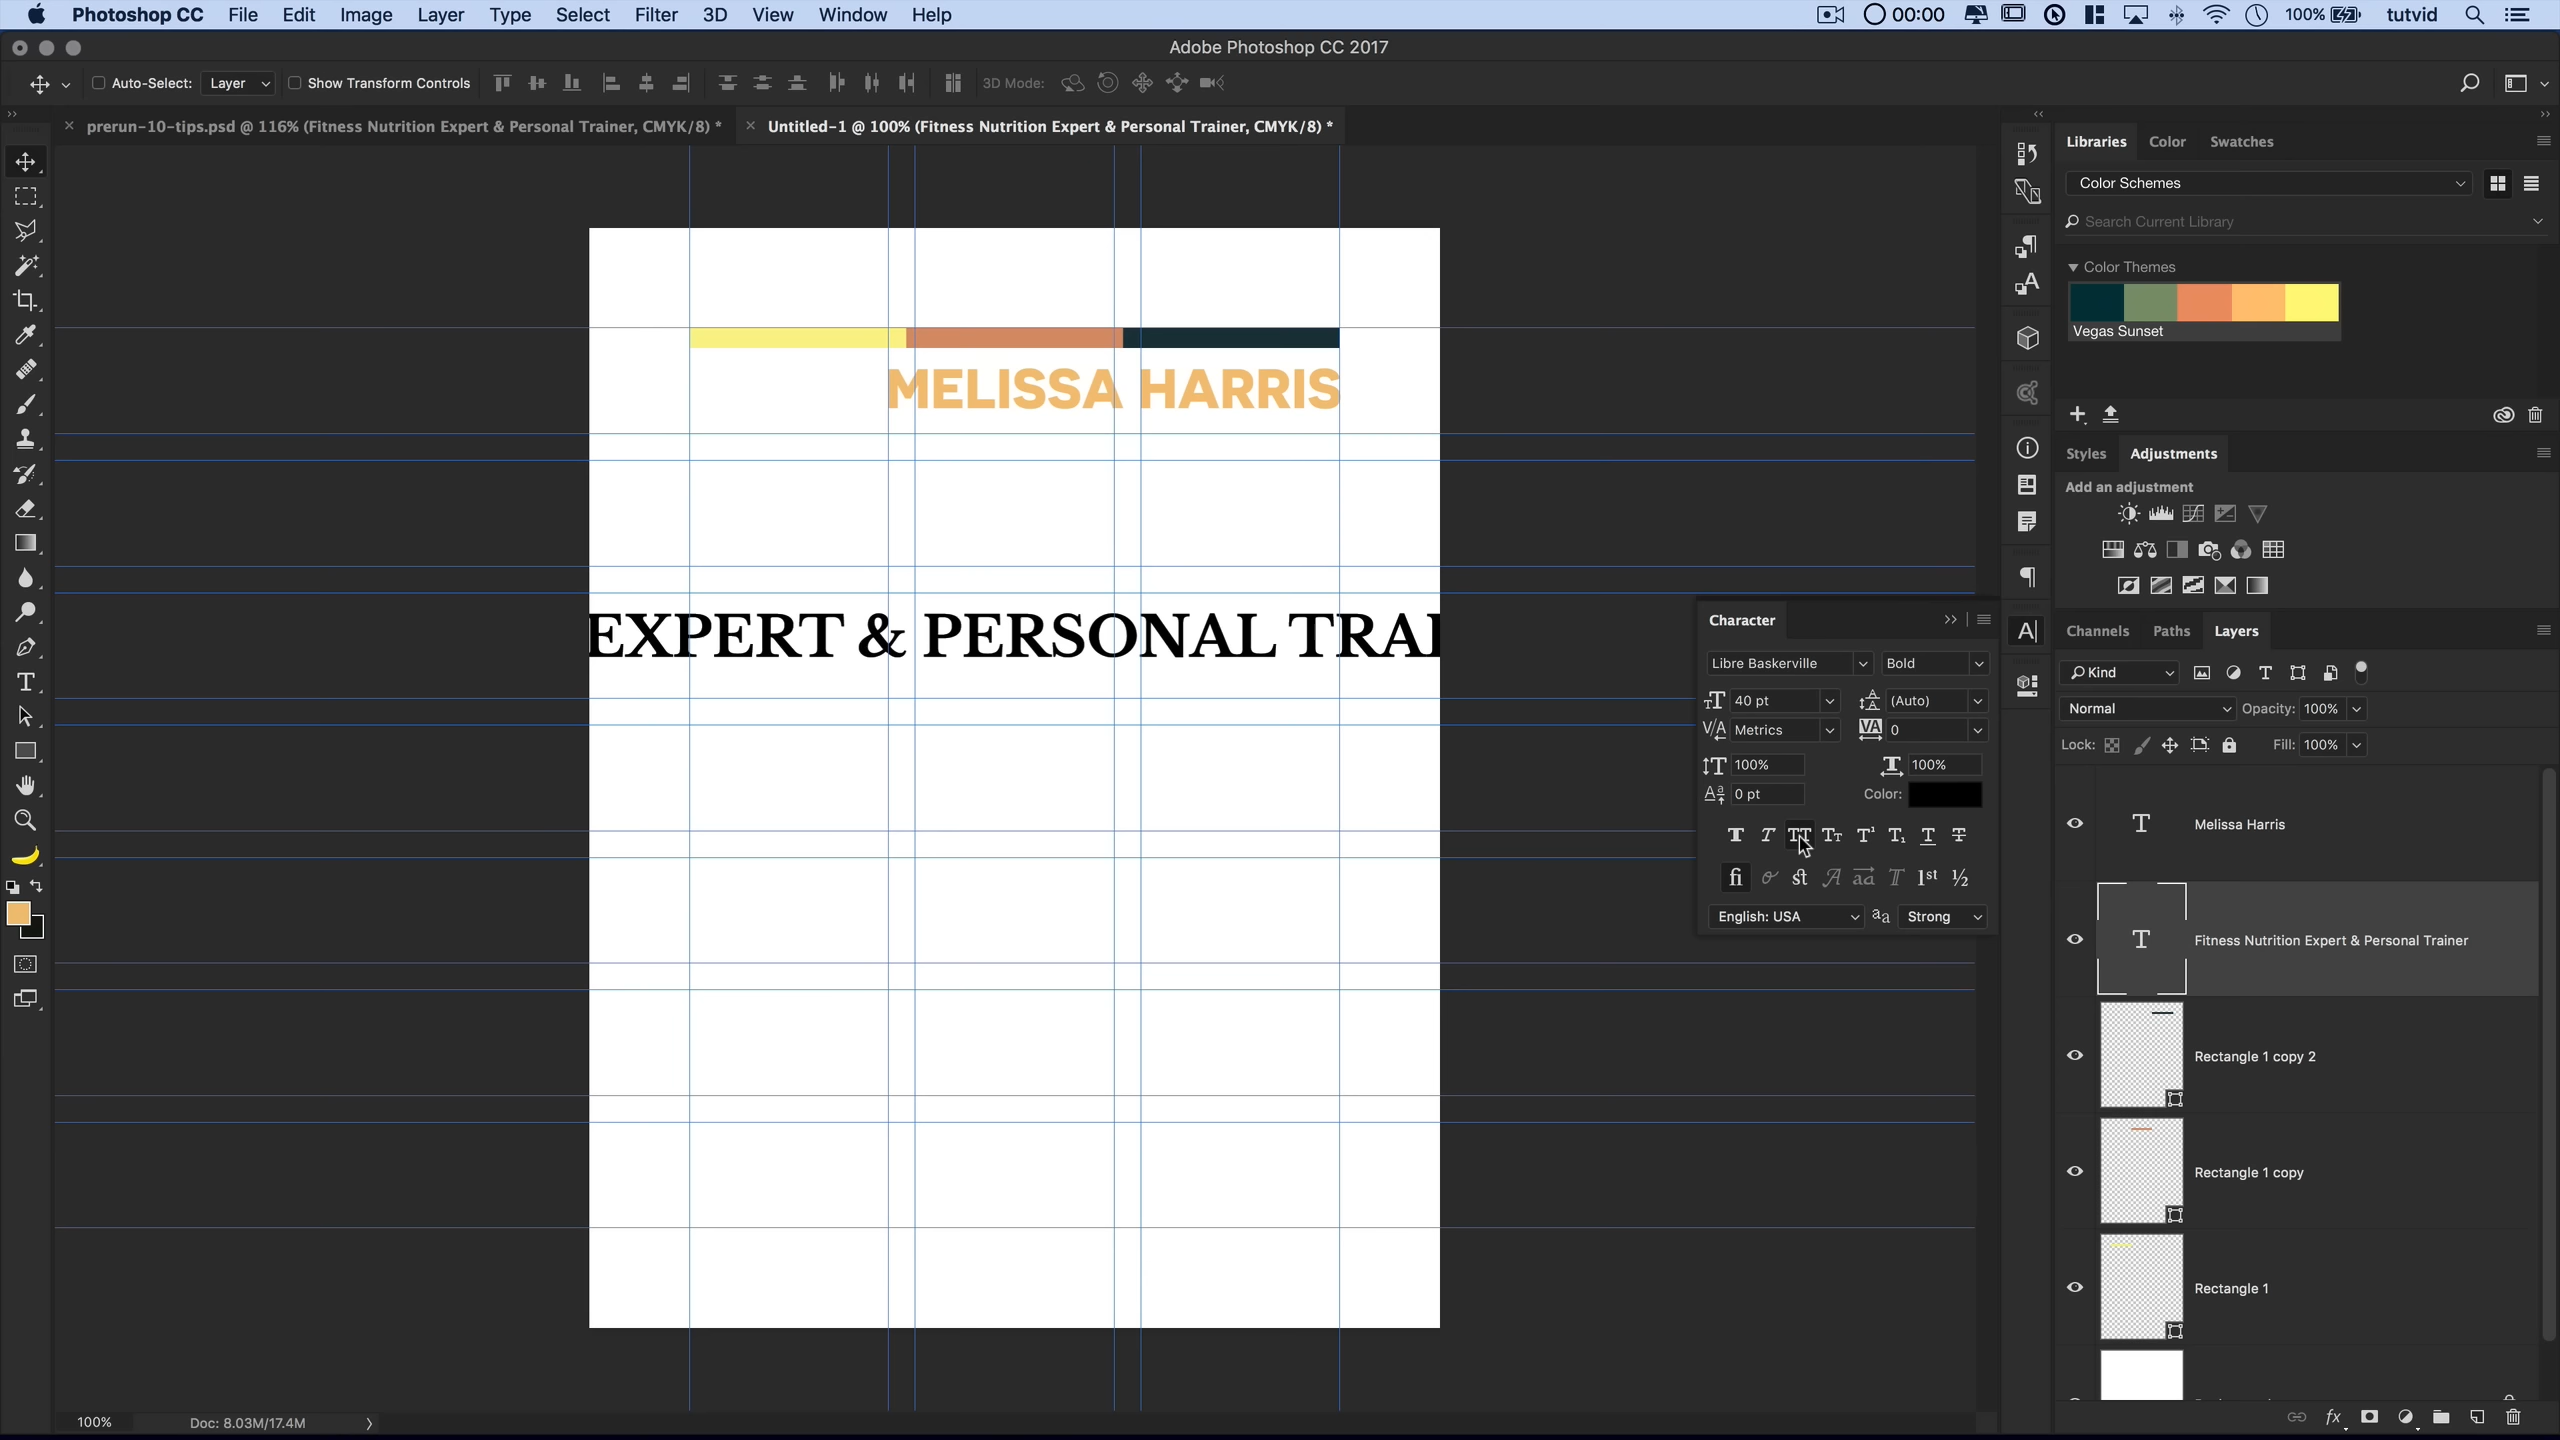 Photoshop CC File Edit Image Layer Type Select Filter 3D View Window Help 00:00 100% tutvid
Adobe Photoshop CC 2017
Auto-Select: Layer Show Transform Controls 3D Mode:
prerun-10-tips.psd @ 116% (Fitness Nutrition Expert & Personal Trainer, CMYK/8) * Untitled-1 @ 100% (Fitness Nutrition Expert & Personal Trainer, CMYK/8) *
Libraries Color Swatches
Color Schemes
Search Current Library
Color Themes
Vegas Sunset
MELISSA HARRIS
Styles Adjustments
Add an adjustment
EXPERT & PERSONAL TRAI
Character
Libre Baskerville Bold
40 pt (Auto)
Metrics 0
100% 100%
0 pt Color:
English: USA Strong
Channels Paths Layers
Kind
Normal Opacity: 100%
Lock: Fill: 100%
Melissa Harris
Fitness Nutrition Expert & Personal Trainer
Rectangle 1 copy 2
Rectangle 1 copy
Rectangle 1
100% Doc: 8.03M/17.4M